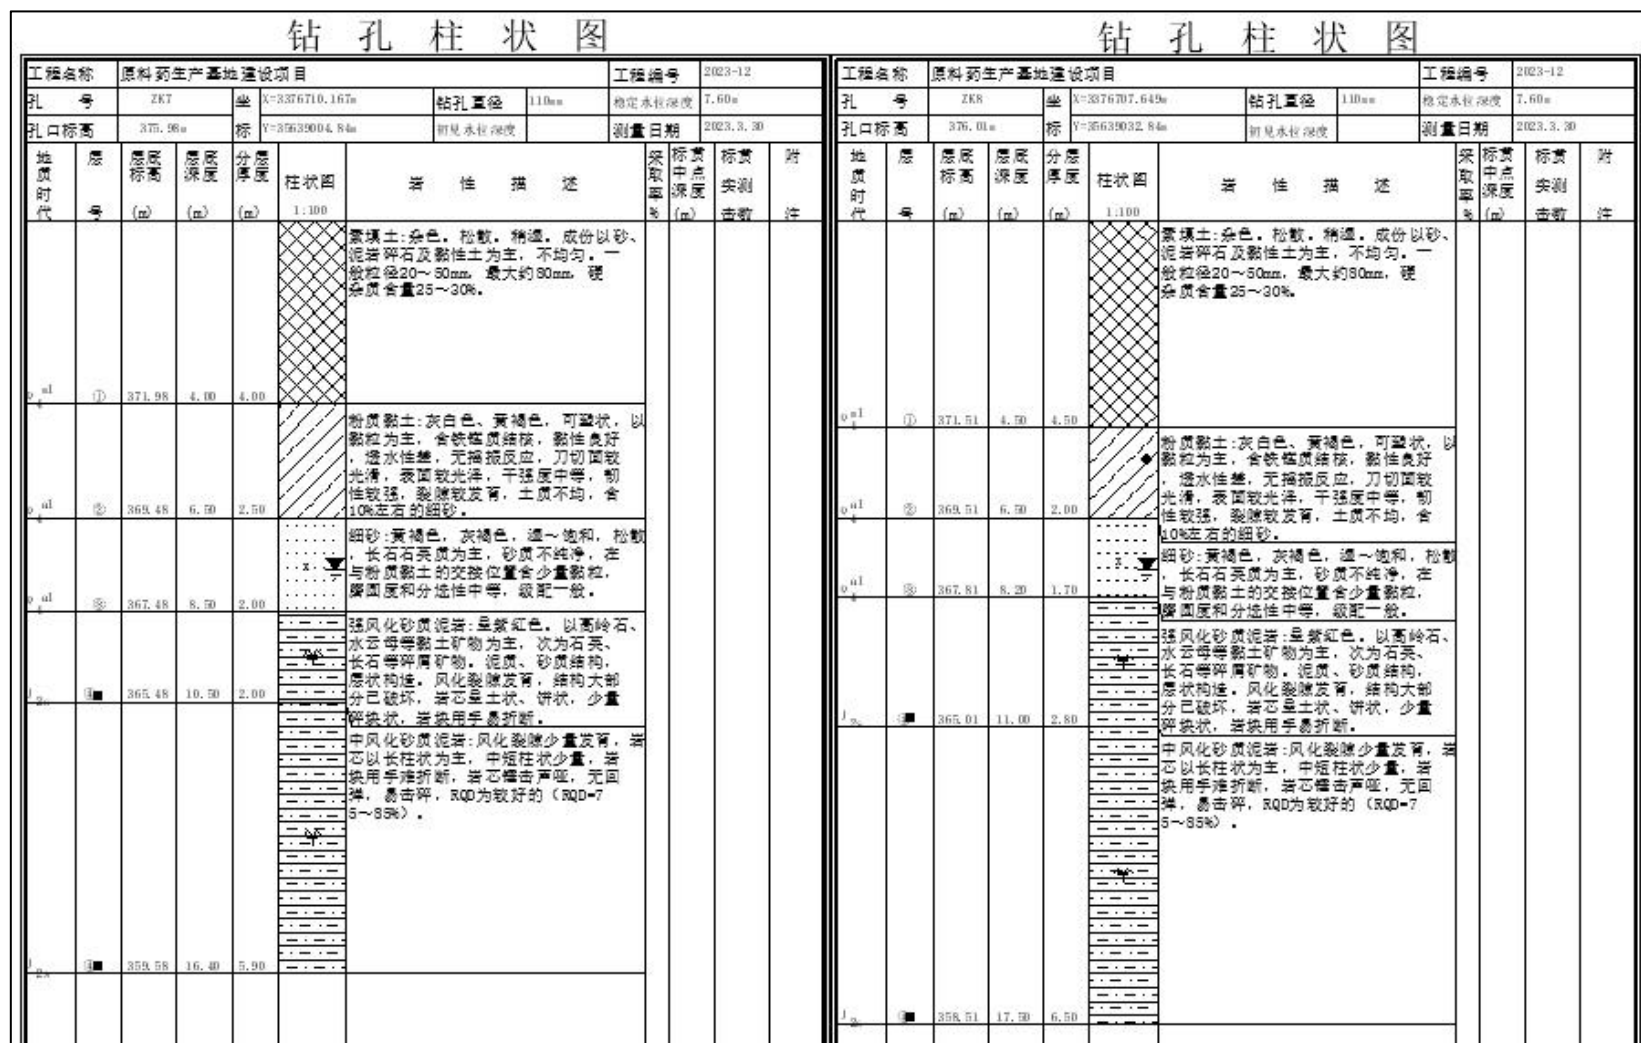 钻 孔 柱 状 图
工程名称 原料药生产基地建设项目 工程编号 2023-12
孔 号 ZK7 坐 X=3376710.167m 钻孔直径 110mm 稳定水位深度 7.60m
孔口标高 375.98m 标 Y=35639004.84m 初见水位深度 测量日期 2023.3.30
地质时代 层号 层底标高(m) 层底深度(m) 分层厚度(m) 柱状图 1:100 岩 性 描 述 采取率% 标贯中点深度(m) 标贯实测击数 附注
素填土:杂色。松散。稍湿。成份以砂、
泥岩碎石及黏性土为主，不均匀。一
般粒径20～50mm，最大约80mm，硬
杂质含量25～30%。
① 371.98 4.00 4.00
粉质黏土:灰白色、黄褐色，可塑状，以
黏粒为主，含铁锰质结核，黏性良好
，透水性差，无摇振反应，刀切面较
光滑，表面较光泽，干强度中等，韧
性较强，裂隙较发育，土质不均，含
10%左右的细砂。
② 369.48 6.50 2.50
细砂:黄褐色，灰褐色，湿～饱和，松散
，长石石英质为主，砂质不纯净，在
与粉质黏土的交接位置含少量黏粒，
磨圆度和分选性中等，级配一般。
③ 367.48 8.50 2.00
强风化砂质泥岩:呈紫红色。以高岭石、
水云母等黏土矿物为主，次为石英、
长石等碎屑矿物。泥质、砂质结构，
层状构造。风化裂隙发育，结构大部
分已破坏，岩芯呈土状、饼状，少量
碎块状，岩块用手易折断。
365.48 10.50 2.00
中风化砂质泥岩:风化裂隙少量发育，岩
芯以长柱状为主，中短柱状少量，岩
块用手难折断，岩芯锤击声哑，无回
弹，易击碎，RQD为较好的（RQD=7
5～85%）。
359.58 16.40 5.90
钻 孔 柱 状 图
工程名称 原料药生产基地建设项目 工程编号 2023-12
孔 号 ZK8 坐 X=3376707.649m 钻孔直径 110mm 稳定水位深度 7.60m
孔口标高 376.01m 标 Y=35639032.84m 初见水位深度 测量日期 2023.3.30
地质时代 层号 层底标高(m) 层底深度(m) 分层厚度(m) 柱状图 1:100 岩 性 描 述 采取率% 标贯中点深度(m) 标贯实测击数 附注
素填土:杂色。松散。稍湿。成份以砂、
泥岩碎石及黏性土为主，不均匀。一
般粒径20～50mm，最大约80mm，硬
杂质含量25～30%。
① 371.51 4.50 4.50
粉质黏土:灰白色、黄褐色，可塑状，以
黏粒为主，含铁锰质结核，黏性良好
，透水性差，无摇振反应，刀切面较
光滑，表面较光泽，干强度中等，韧
性较强，裂隙较发育，土质不均，含
10%左右的细砂。
② 369.51 6.50 2.00
细砂:黄褐色，灰褐色，湿～饱和，松散
，长石石英质为主，砂质不纯净，在
与粉质黏土的交接位置含少量黏粒，
磨圆度和分选性中等，级配一般。
③ 367.81 8.20 1.70
强风化砂质泥岩:呈紫红色。以高岭石、
水云母等黏土矿物为主，次为石英、
长石等碎屑矿物。泥质、砂质结构，
层状构造。风化裂隙发育，结构大部
分已破坏，岩芯呈土状、饼状，少量
碎块状，岩块用手易折断。
365.01 11.00 2.80
中风化砂质泥岩:风化裂隙少量发育，岩
芯以长柱状为主，中短柱状少量，岩
块用手难折断，岩芯锤击声哑，无回
弹，易击碎，RQD为较好的（RQD=7
5～85%）。
358.51 17.50 6.50